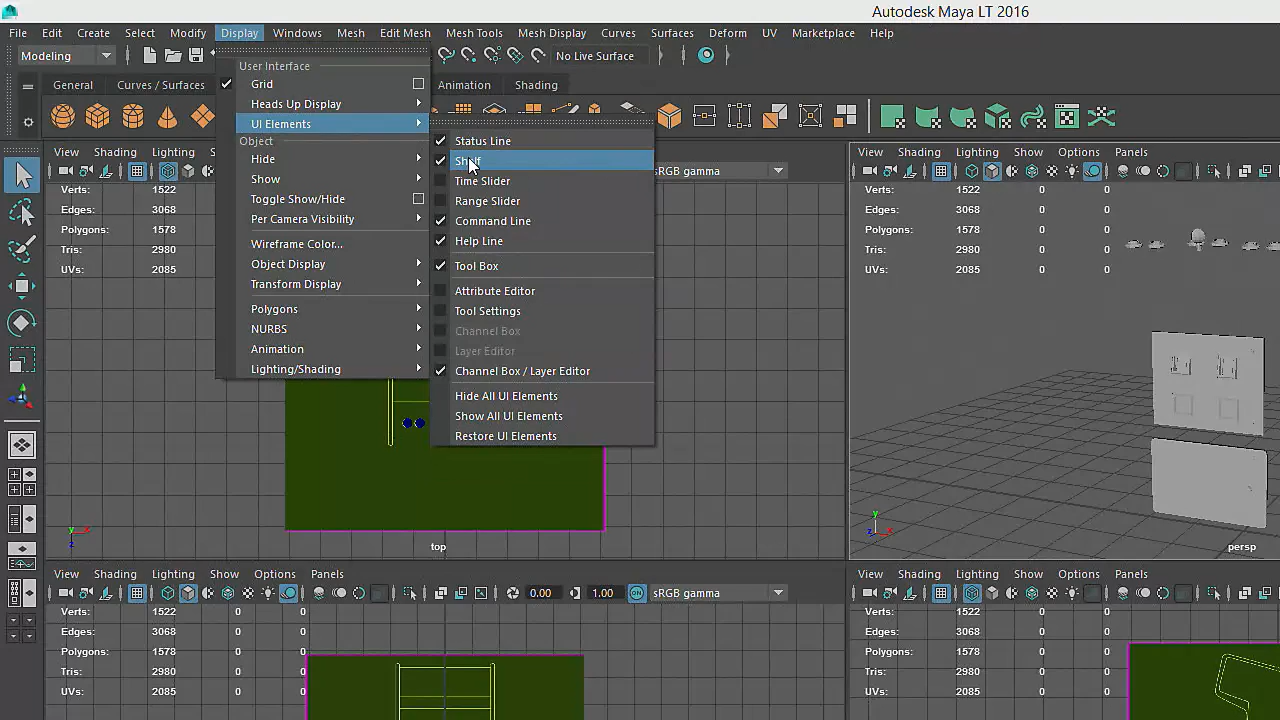 Autodesk Maya LT 2016
File Edit Create Select Modify Display Windows Mesh Edit Mesh Mesh Tools Mesh Display Curves Surfaces Deform UV Marketplace Help
Modeling
No Live Surface
General Curves / Surfaces Animation Shading
User Interface
Grid
Heads Up Display
UI Elements
Object
Hide
Show
Toggle Show/Hide
Per Camera Visibility
Wireframe Color...
Object Display
Transform Display
Polygons
NURBS
Animation
Lighting/Shading
Status Line
Shelf
Time Slider
Range Slider
Command Line
Help Line
Tool Box
Attribute Editor
Tool Settings
Channel Box
Layer Editor
Channel Box / Layer Editor
Hide All UI Elements
Show All UI Elements
Restore UI Elements
View Shading Lighting
sRGB gamma
Verts: 1522
Edges: 3068
Polygons: 1578
Tris: 2980
UVs: 2085
y x
z
top
View Shading Lighting Show Options Panels
Verts: 1522 0 0
Edges: 3068 0 0
Polygons: 1578 0 0
Tris: 2980 0 0
UVs: 2085 0 0
y
z x
persp
View Shading Lighting Show Options Panels
0.00 1.00 ON sRGB gamma
Verts: 1522 0 0
Edges: 3068 0 0
Polygons: 1578 0 0
Tris: 2980 0 0
UVs: 2085 0 0
View Shading Lighting Show Options Panels
Verts: 1522 0 0
Edges: 3068 0 0
Polygons: 1578 0 0
Tris: 2980 0 0
UVs: 2085 0 0